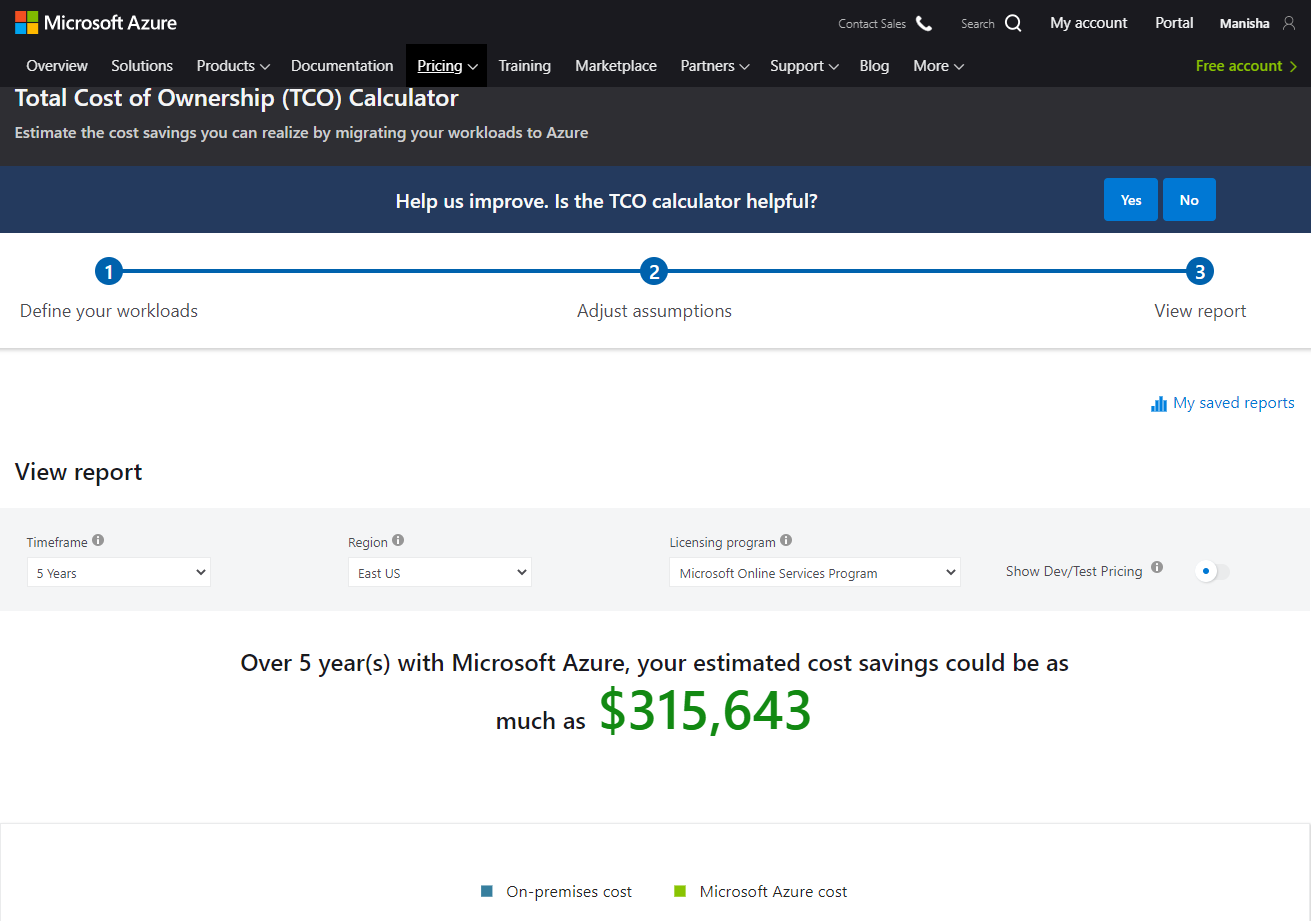 Microsoft Azure
Contact Sales Search My account Portal Manisha
Overview Solutions Products Documentation Pricing Training Marketplace Partners Support Blog More Free account
Total Cost of Ownership (TCO) Calculator
Estimate the cost savings you can realize by migrating your workloads to Azure
Help us improve. Is the TCO calculator helpful? Yes No
1 2 3
Define your workloads Adjust assumptions View report
My saved reports
View report
Timeframe Region Licensing program
5 Years East US Microsoft Online Services Program Show Dev/Test Pricing
Over 5 year(s) with Microsoft Azure, your estimated cost savings could be as
much as $315,643
On-premises cost Microsoft Azure cost